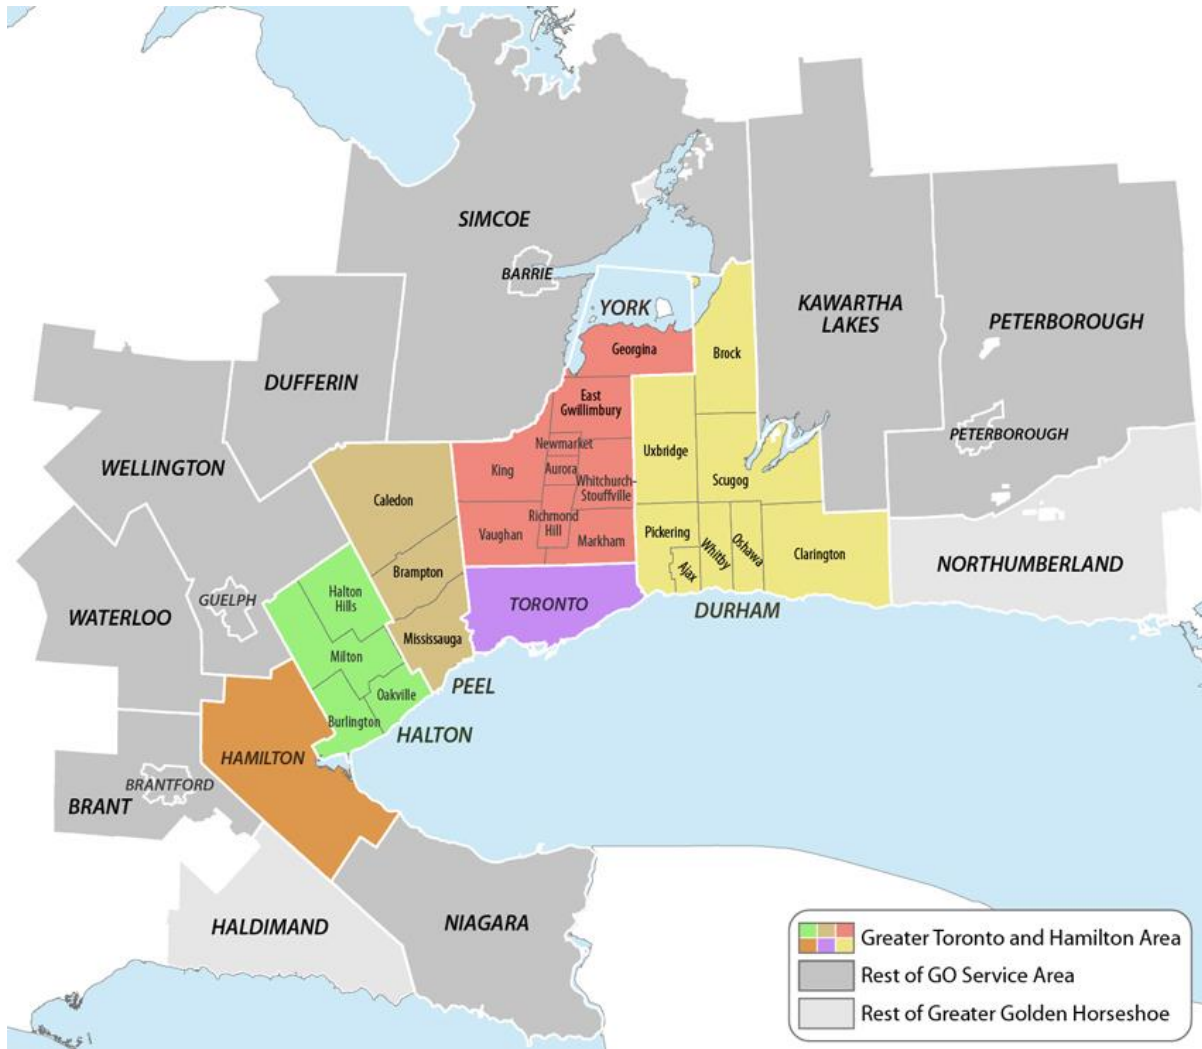 SIMCOE
BARRIE
YORK
KAWARTHA
LAKES
PETERBOROUGH
Georgina
Brock
DUFFERIN
East
Gwillimbury
PETERBOROUGH
Newmarket
Uxbridge
WELLINGTON
King
Aurora
Whitchurch-
Stouffville
Scugog
Caledon
Vaughan
Richmond
Hill
Markham
Pickering
Whitby
Oshawa
Ajax
Clarington
NORTHUMBERLAND
Brampton
Halton
Hills
GUELPH
TORONTO
DURHAM
WATERLOO
Mississauga
Milton
PEEL
Oakville
Burlington
HALTON
HAMILTON
BRANTFORD
BRANT
HALDIMAND
NIAGARA
Greater Toronto and Hamilton Area
Rest of GO Service Area
Rest of Greater Golden Horseshoe